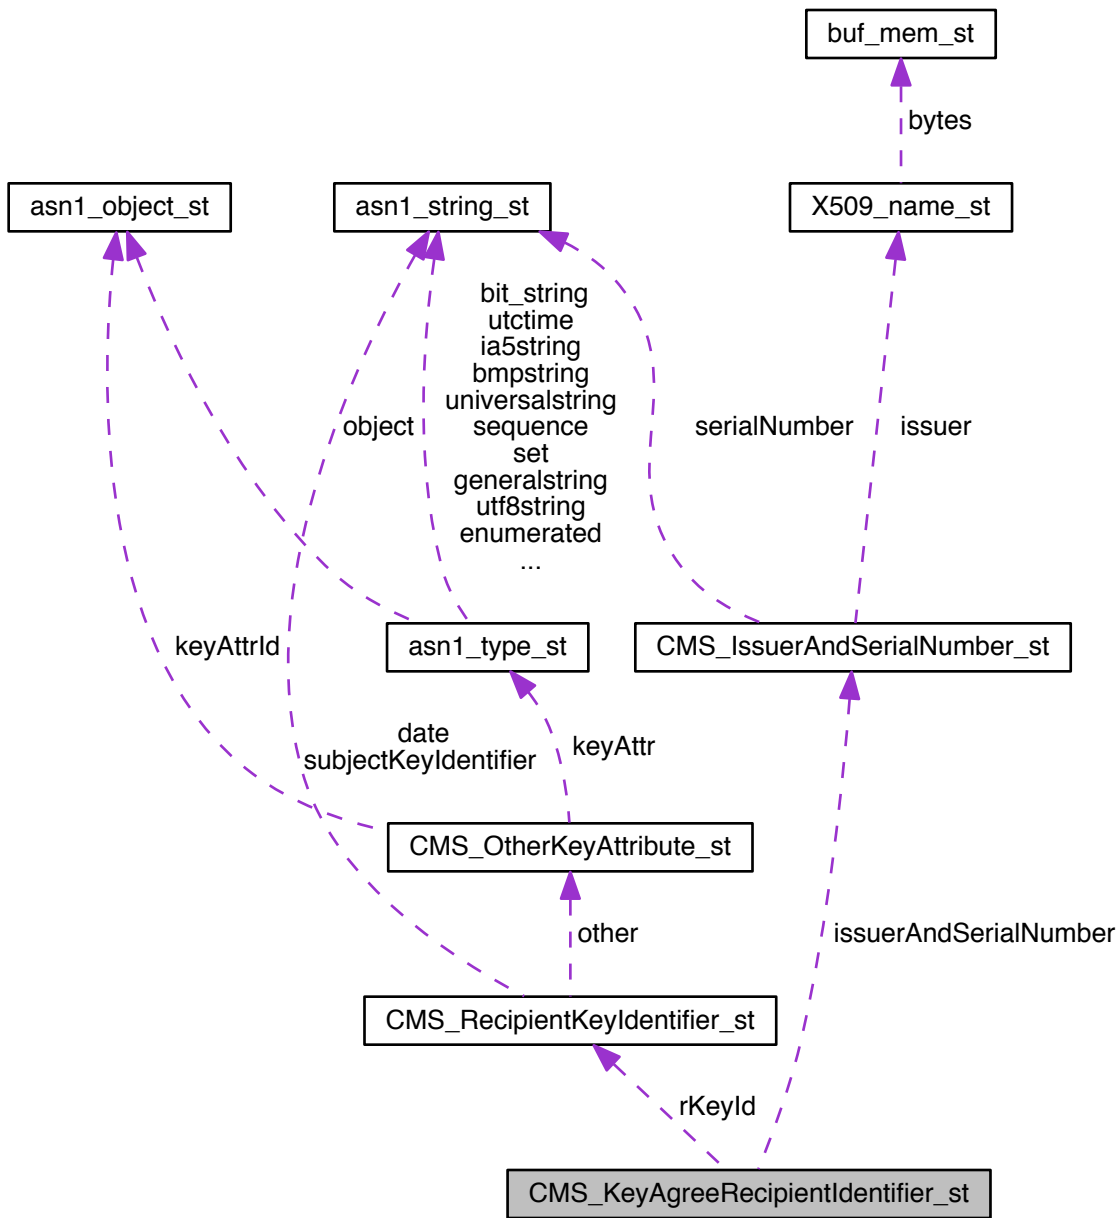 buf_mem_st
bytes
asn1_object_st
asn1_string_st
X509_name_st
bit_string
utctime
ia5string
bmpstring
universalstring
sequence
set
generalstring
utf8string
enumerated
...
object
serialNumber
issuer
keyAttrId
asn1_type_st
CMS_IssuerAndSerialNumber_st
date
subjectKeyIdentifier
keyAttr
CMS_OtherKeyAttribute_st
other
issuerAndSerialNumber
CMS_RecipientKeyIdentifier_st
rKeyId
CMS_KeyAgreeRecipientIdentifier_st